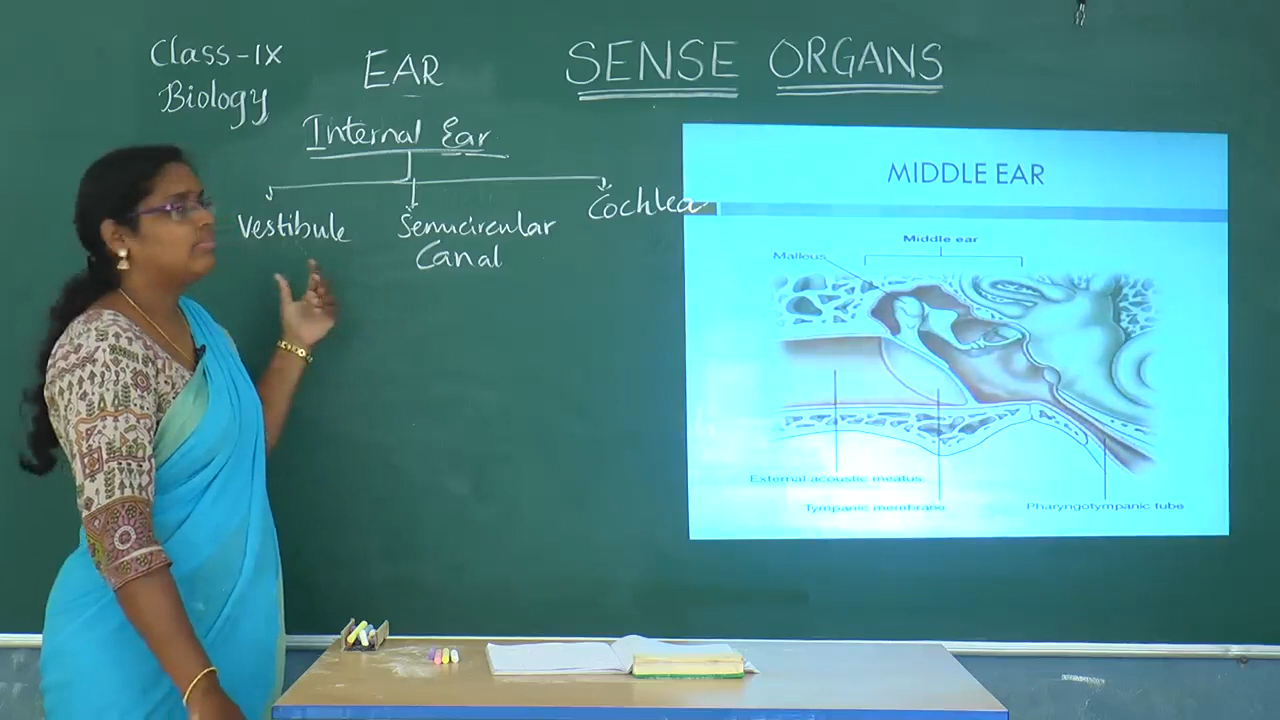 Class-IX
Biology
EAR
SENSE ORGANS
Internal Ear
Vestibule
Semicircular
Canal
Cochlea
MIDDLE EAR
Middle ear
Malleus
External acoustic meatus
Tympanic membrane
Pharyngotympanic tube